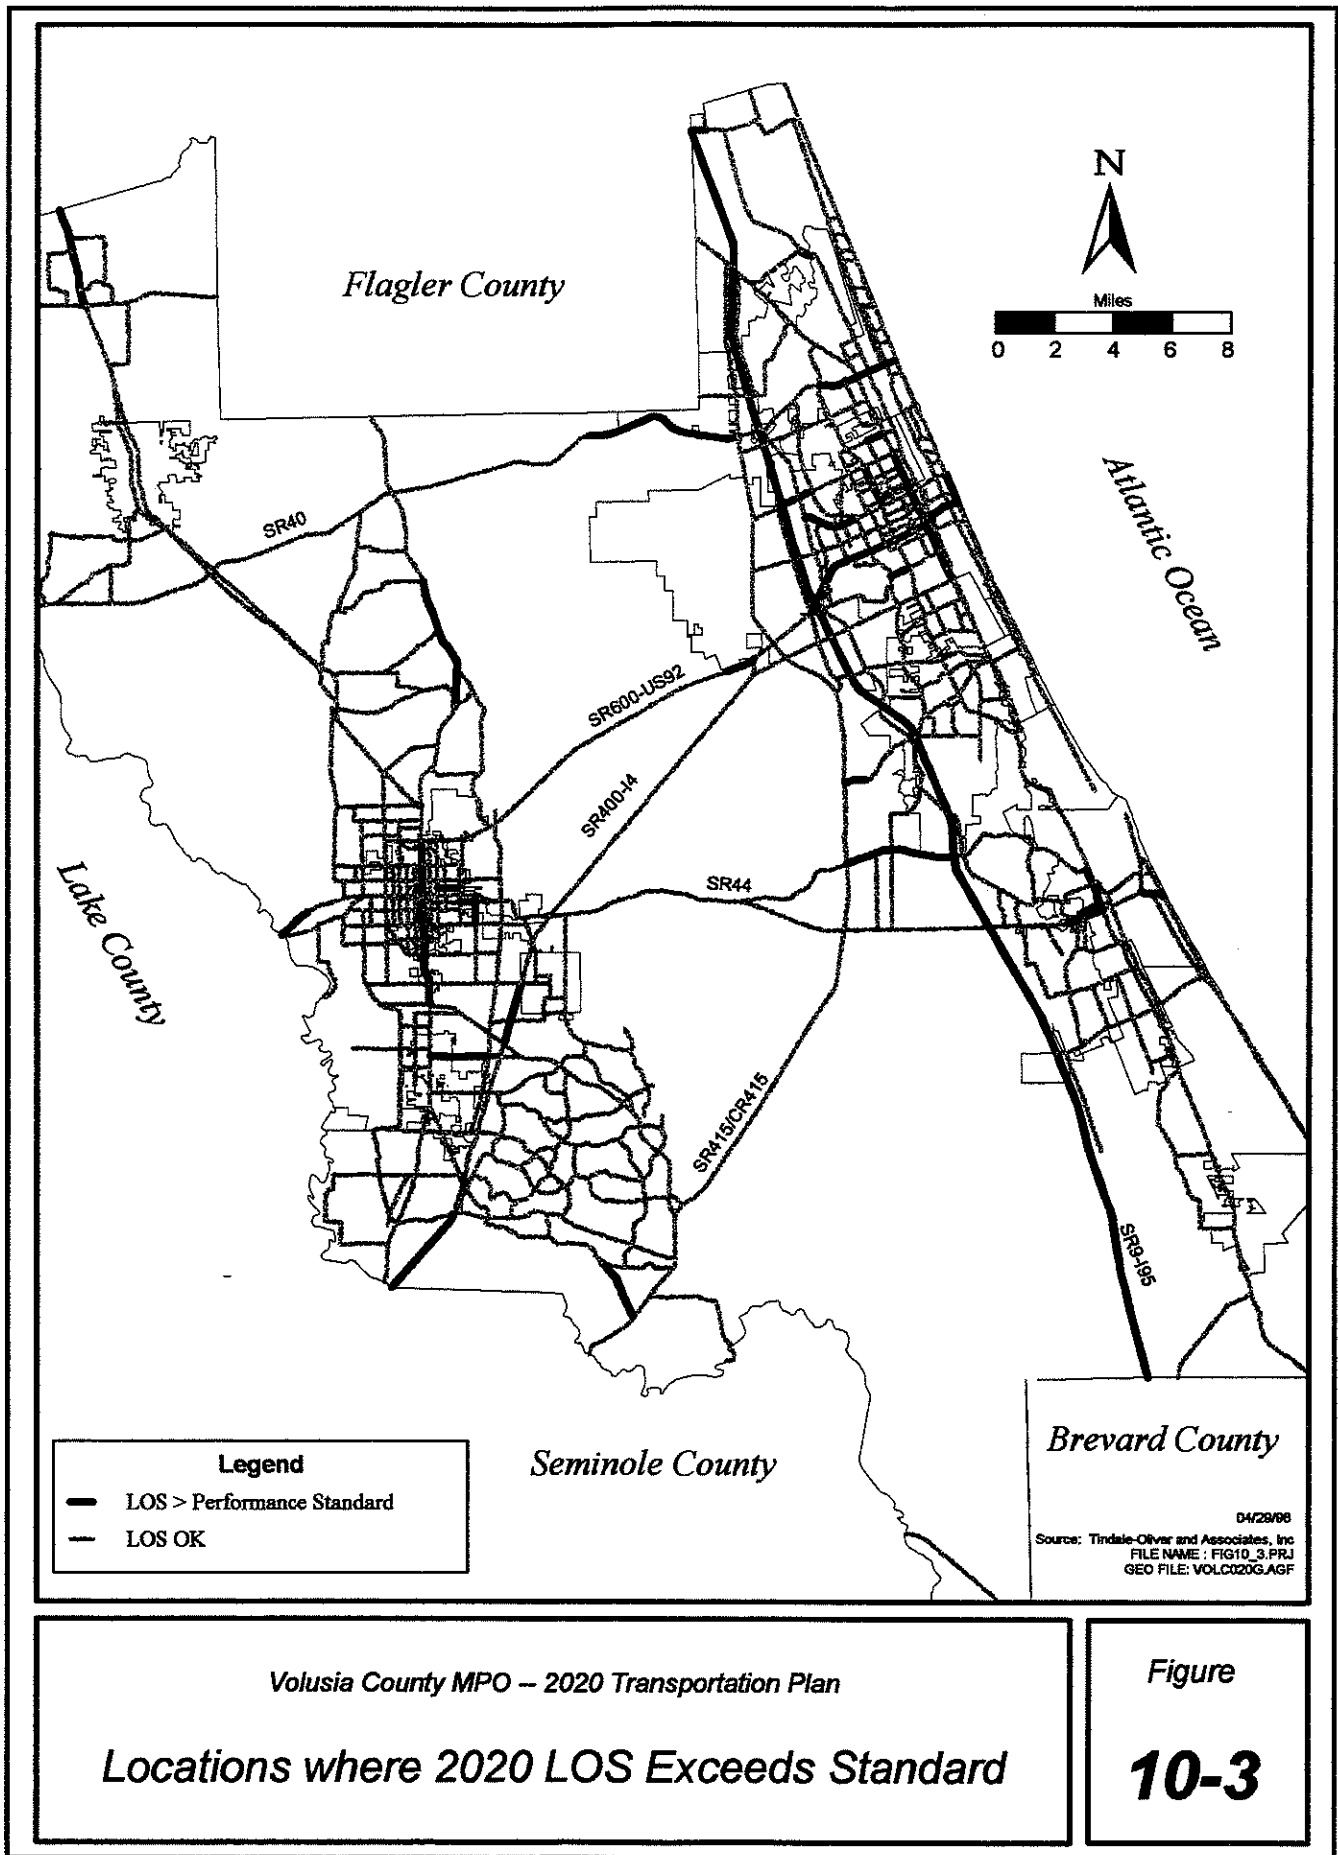 N
Flagler County
Miles
0 2 4 6 8
Atlantic Ocean
SR40
SR600-US92
SR400-I4
Lake County
SR44
SR415/CR415
SR9-I95
Brevard County
Seminole County
Legend
LOS > Performance Standard
LOS OK
04/29/98
Source: Tindale-Oliver and Associates, Inc
FILE NAME : FIG10_3.PRJ
GEO FILE: VOLC020G.AGF
Volusia County MPO -- 2020 Transportation Plan
Locations where 2020 LOS Exceeds Standard
Figure
10-3